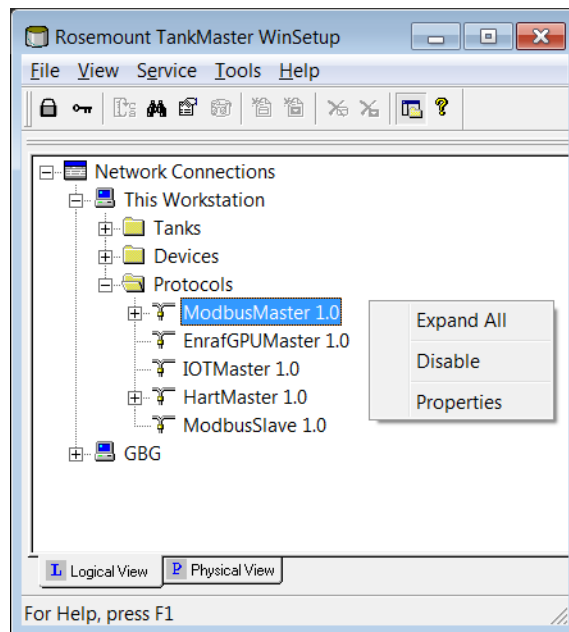 Rosemount TankMaster WinSetup
File View Service Tools Help
Network Connections
This Workstation
Tanks
Devices
Protocols
ModbusMaster 1.0
EnrafGPUMaster 1.0
IOTMaster 1.0
HartMaster 1.0
ModbusSlave 1.0
GBG
Expand All
Disable
Properties
L Logical View P Physical View
For Help, press F1